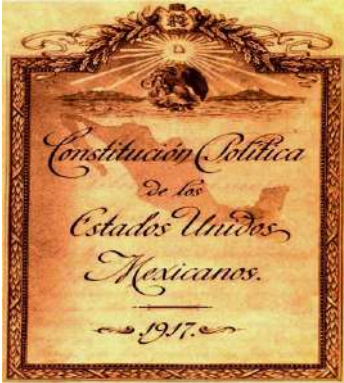 Constitución Política
de los
Estados Unidos
Mexicanos.
1917.